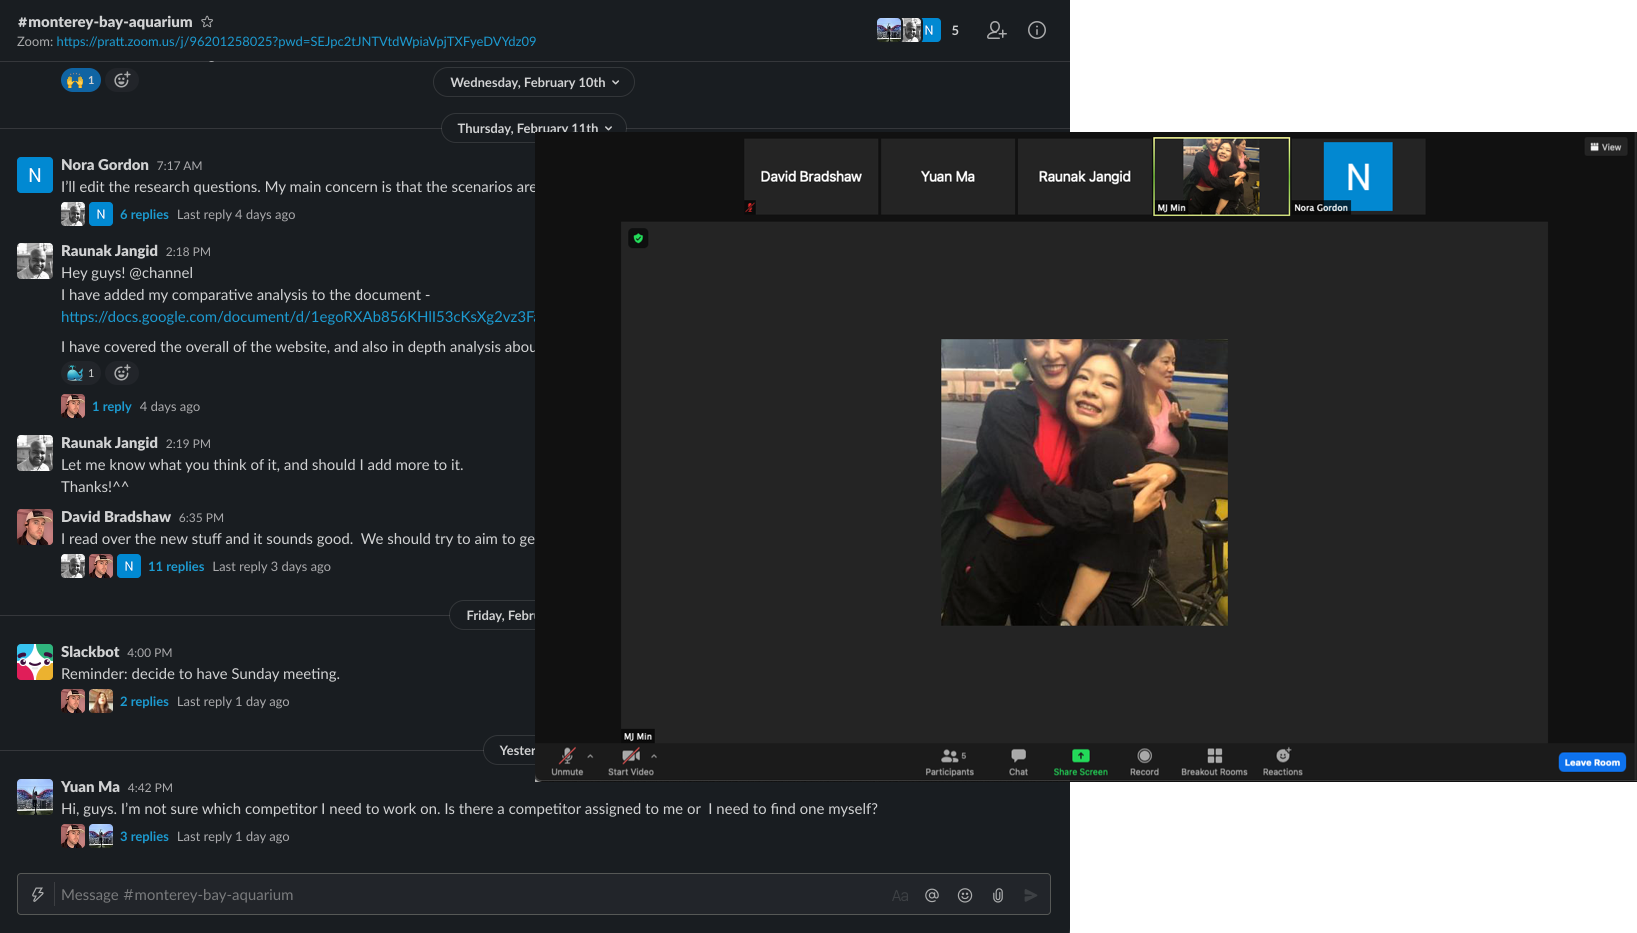 #monterey-bay-aquarium
Zoom: https://pratt.zoom.us/j/96201258025?pwd=SEJpc2tJNTVtdWpiaVpjTXFyeDVYdz09
N
5
1
Wednesday, February 10th
Thursday, February 11th
N
Nora Gordon 7:17 AM
I'll edit the research questions. My main concern is that the scenarios are
N 6 replies Last reply 4 days ago
Raunak Jangid 2:18 PM
Hey guys! @channel
I have added my comparative analysis to the document -
https://docs.google.com/document/d/1egoRXAb856KHlI53cKsXg2vz3F
I have covered the overall of the website, and also in depth analysis abou
1
1 reply 4 days ago
Raunak Jangid 2:19 PM
Let me know what you think of it, and should I add more to it.
Thanks!^^
David Bradshaw 6:35 PM
I read over the new stuff and it sounds good. We should try to aim to ge
N 11 replies Last reply 3 days ago
Friday, Febr
Slackbot 4:00 PM
Reminder: decide to have Sunday meeting.
2 replies Last reply 1 day ago
Yester
Yuan Ma 4:42 PM
Hi, guys. I'm not sure which competitor I need to work on. Is there a competitor assigned to me or I need to find one myself?
3 replies Last reply 1 day ago
Message #monterey-bay-aquarium
Aa
View
David Bradshaw
Yuan Ma
Raunak Jangid
MJ Min
N
Nora Gordon
MJ Min
Unmute
Start Video
5
Participants
Chat
Share Screen
Record
Breakout Rooms
Reactions
Leave Room